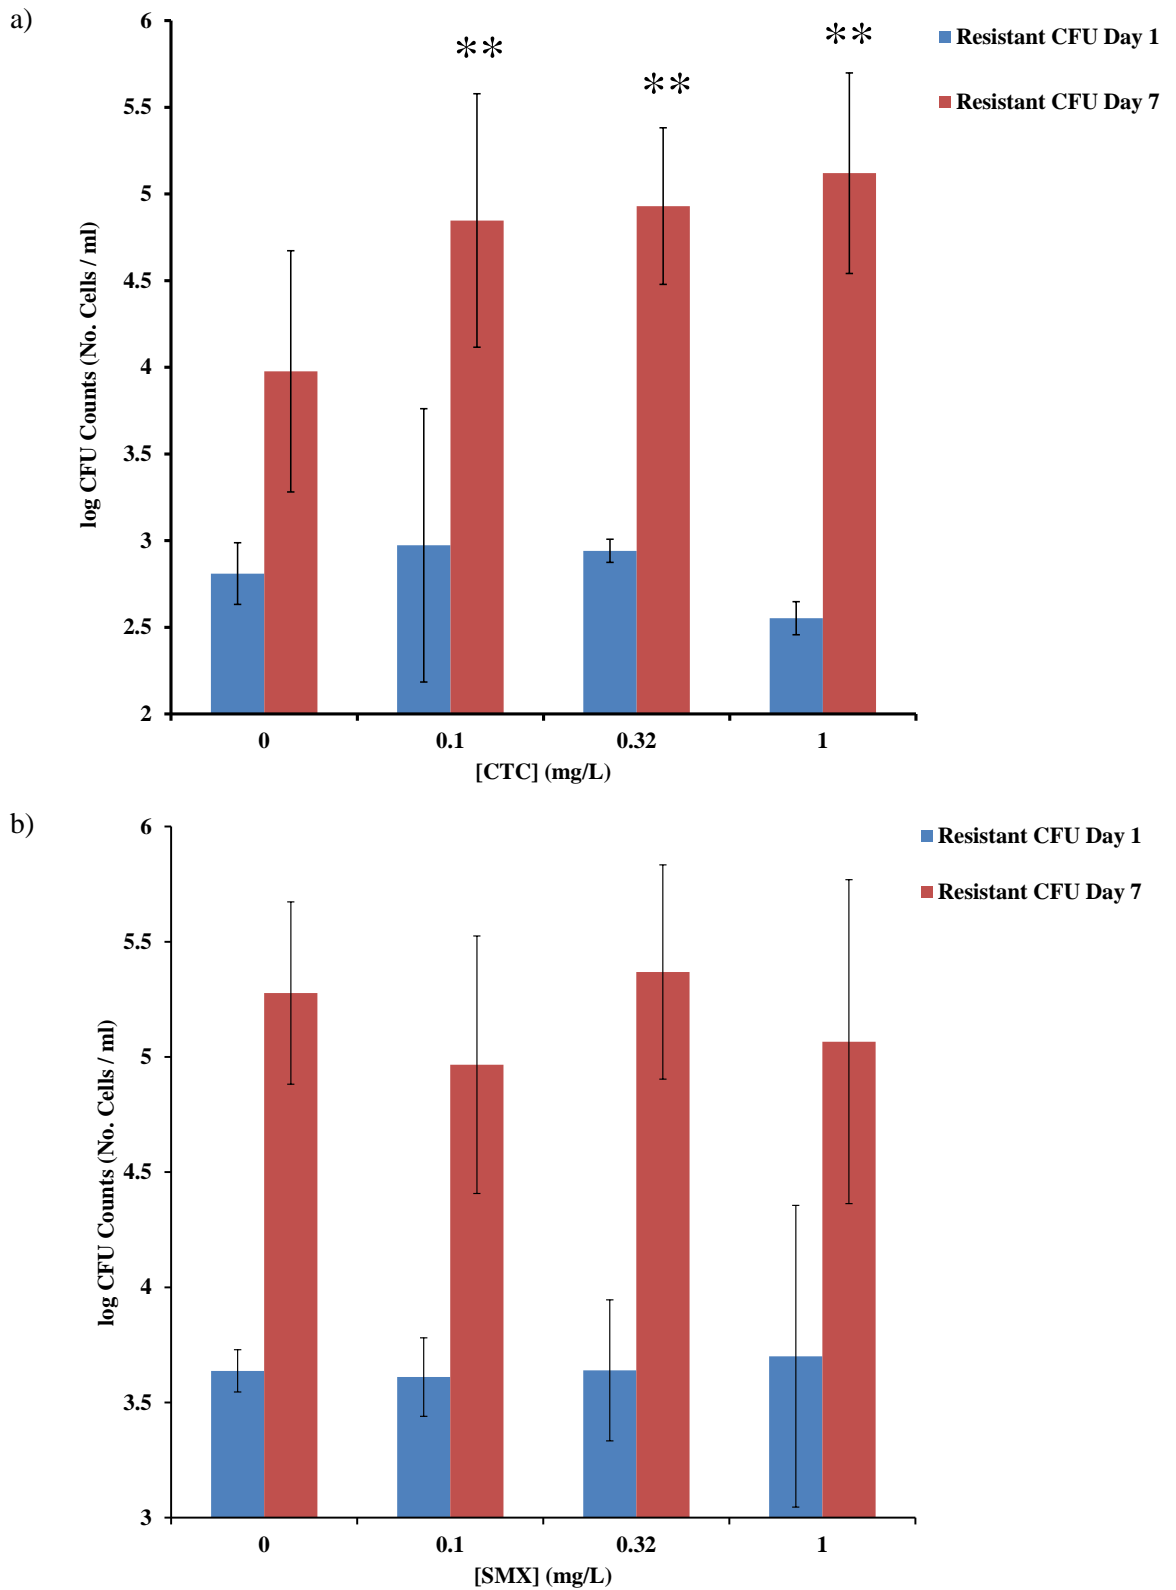 a)
6
5.5
5
4.5
4
3.5
3
2.5
2
log CFU Counts (No. Cells / ml)
** ** **
Resistant CFU Day 1
Resistant CFU Day 7
0 0.1 0.32 1
[CTC] (mg/L)
b)
6
5.5
5
4.5
4
3.5
3
log CFU Counts (No. Cells / ml)
Resistant CFU Day 1
Resistant CFU Day 7
0 0.1 0.32 1
[SMX] (mg/L)